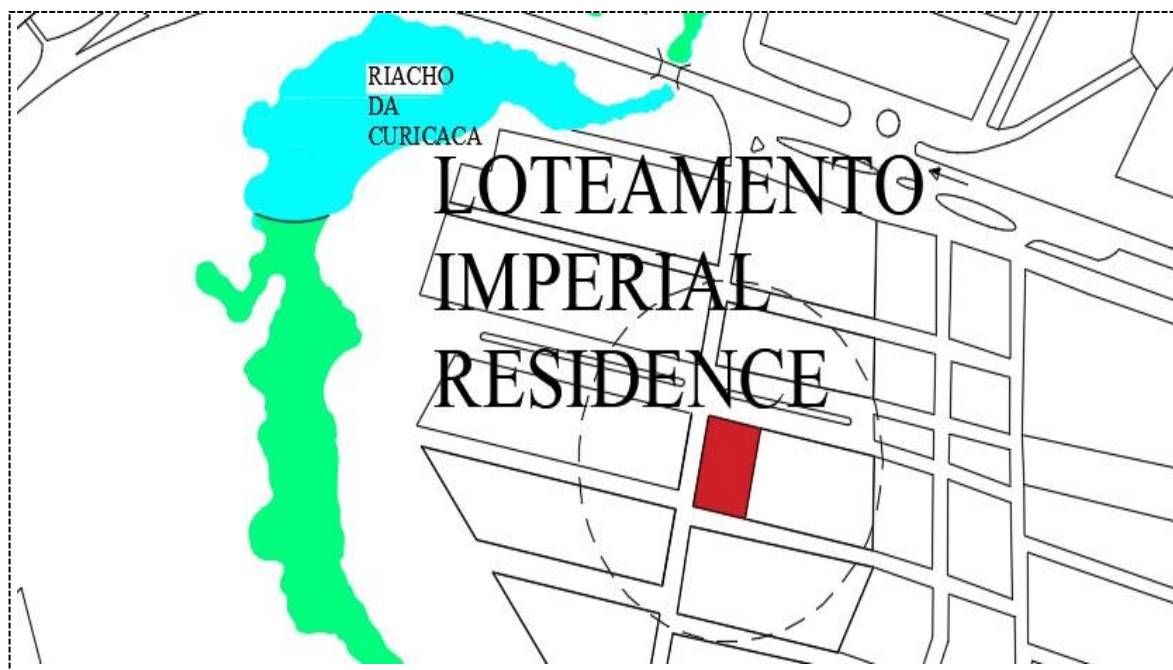 RIACHO
DA
CURICACA
LOTEAMENTO
IMPERIAL
RESIDENCE